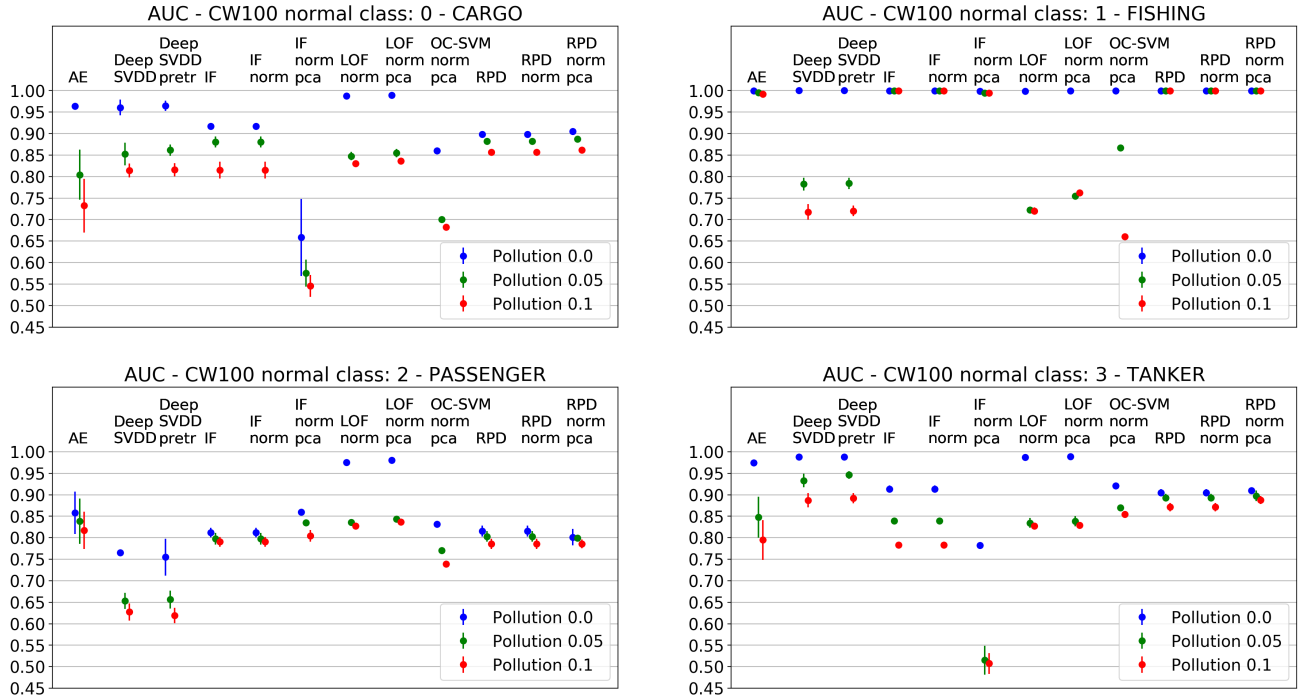 AUC - CW100 normal class: 0 - CARGO
AE
Deep
SVDD
Deep
SVDD
pretr
IF
IF
norm
IF
norm
pca
LOF
norm
LOF
norm
pca
OC-SVM
norm
pca
RPD
RPD
norm
RPD
norm
pca
1.00
0.95
0.90
0.85
0.80
0.75
0.70
0.65
0.60
0.55
0.50
0.45
Pollution 0.0
Pollution 0.05
Pollution 0.1
AUC - CW100 normal class: 1 - FISHING
AE
Deep
SVDD
Deep
SVDD
pretr
IF
IF
norm
IF
norm
pca
LOF
norm
LOF
norm
pca
OC-SVM
norm
pca
RPD
RPD
norm
RPD
norm
pca
1.00
0.95
0.90
0.85
0.80
0.75
0.70
0.65
0.60
0.55
0.50
0.45
Pollution 0.0
Pollution 0.05
Pollution 0.1
AUC - CW100 normal class: 2 - PASSENGER
AE
Deep
SVDD
Deep
SVDD
pretr
IF
IF
norm
IF
norm
pca
LOF
norm
LOF
norm
pca
OC-SVM
norm
pca
RPD
RPD
norm
RPD
norm
pca
1.00
0.95
0.90
0.85
0.80
0.75
0.70
0.65
0.60
0.55
0.50
0.45
Pollution 0.0
Pollution 0.05
Pollution 0.1
AUC - CW100 normal class: 3 - TANKER
AE
Deep
SVDD
Deep
SVDD
pretr
IF
IF
norm
IF
norm
pca
LOF
norm
LOF
norm
pca
OC-SVM
norm
pca
RPD
RPD
norm
RPD
norm
pca
1.00
0.95
0.90
0.85
0.80
0.75
0.70
0.65
0.60
0.55
0.50
0.45
Pollution 0.0
Pollution 0.05
Pollution 0.1